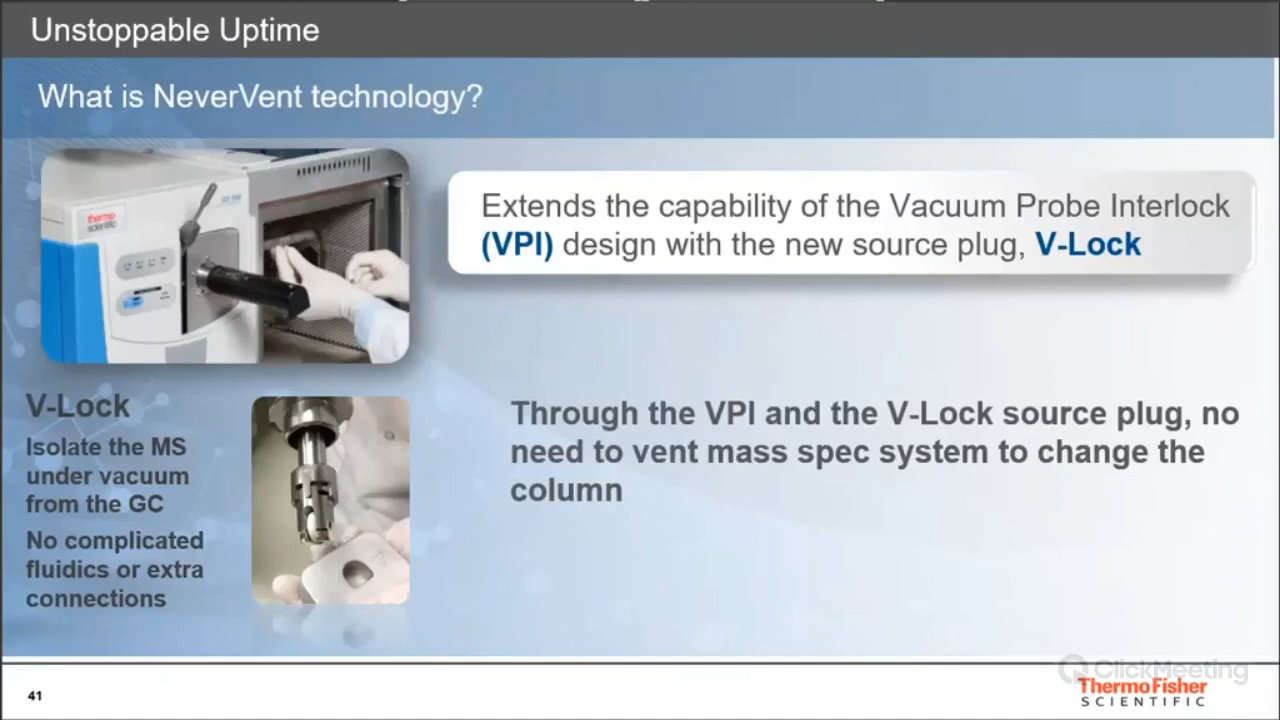 Unstoppable Uptime
What is NeverVent technology?
thermo
scientific
Extends the capability of the Vacuum Probe Interlock
(VPI) design with the new source plug, V-Lock
V-Lock
Isolate the MS
under vacuum
from the GC
No complicated
fluidics or extra
connections
Through the VPI and the V-Lock source plug, no
need to vent mass spec system to change the
column
ClickMeeting
41
ThermoFisher
SCIENTIFIC